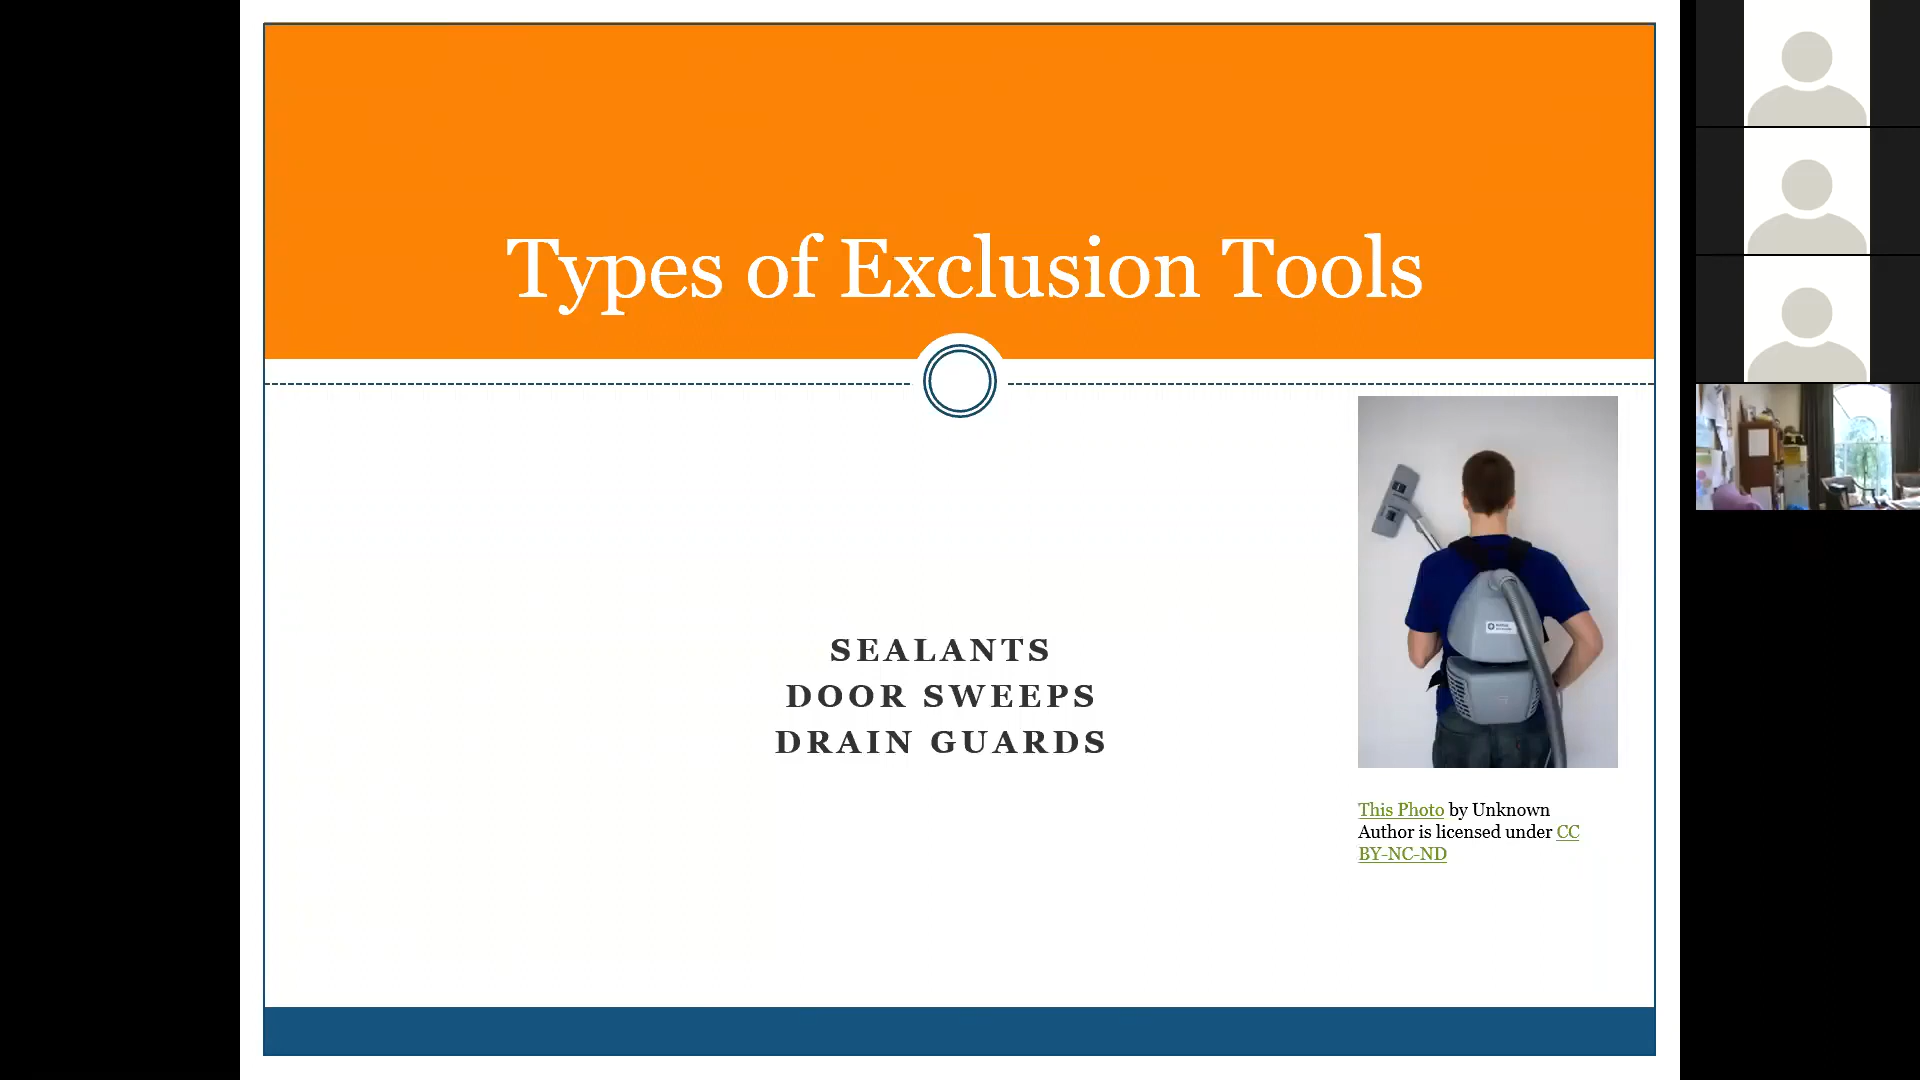 Types of Exclusion Tools
SEALANTS
DOOR SWEEPS
DRAIN GUARDS
This Photo by Unknown
Author is licensed under CC
BY-NC-ND